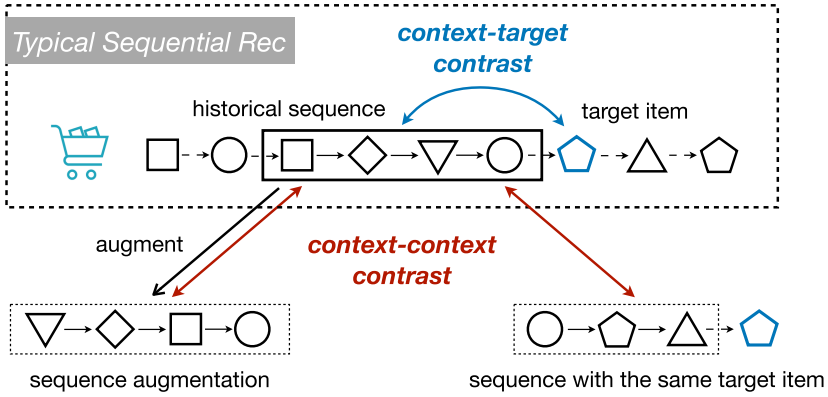 Typical Sequential Rec
context-target
contrast
historical sequence
target item
augment
context-context
contrast
sequence augmentation
sequence with the same target item